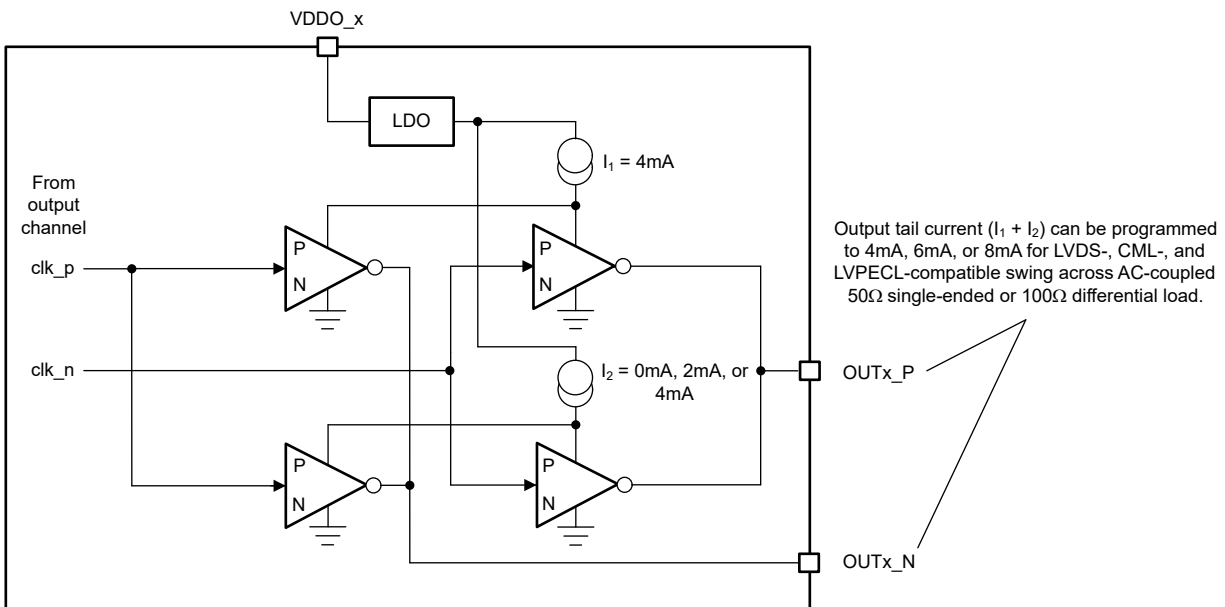 VDDO_x
LDO
I₁ = 4mA
From
output
channel
P
N
P
N
clk_p
Output tail current (I₁ + I₂) can be programmed
to 4mA, 6mA, or 8mA for LVDS-, CML-, and
LVPECL-compatible swing across AC-coupled
50Ω single-ended or 100Ω differential load.
clk_n
I₂ = 0mA, 2mA, or
4mA
OUTx_P
P
N
P
N
OUTx_N